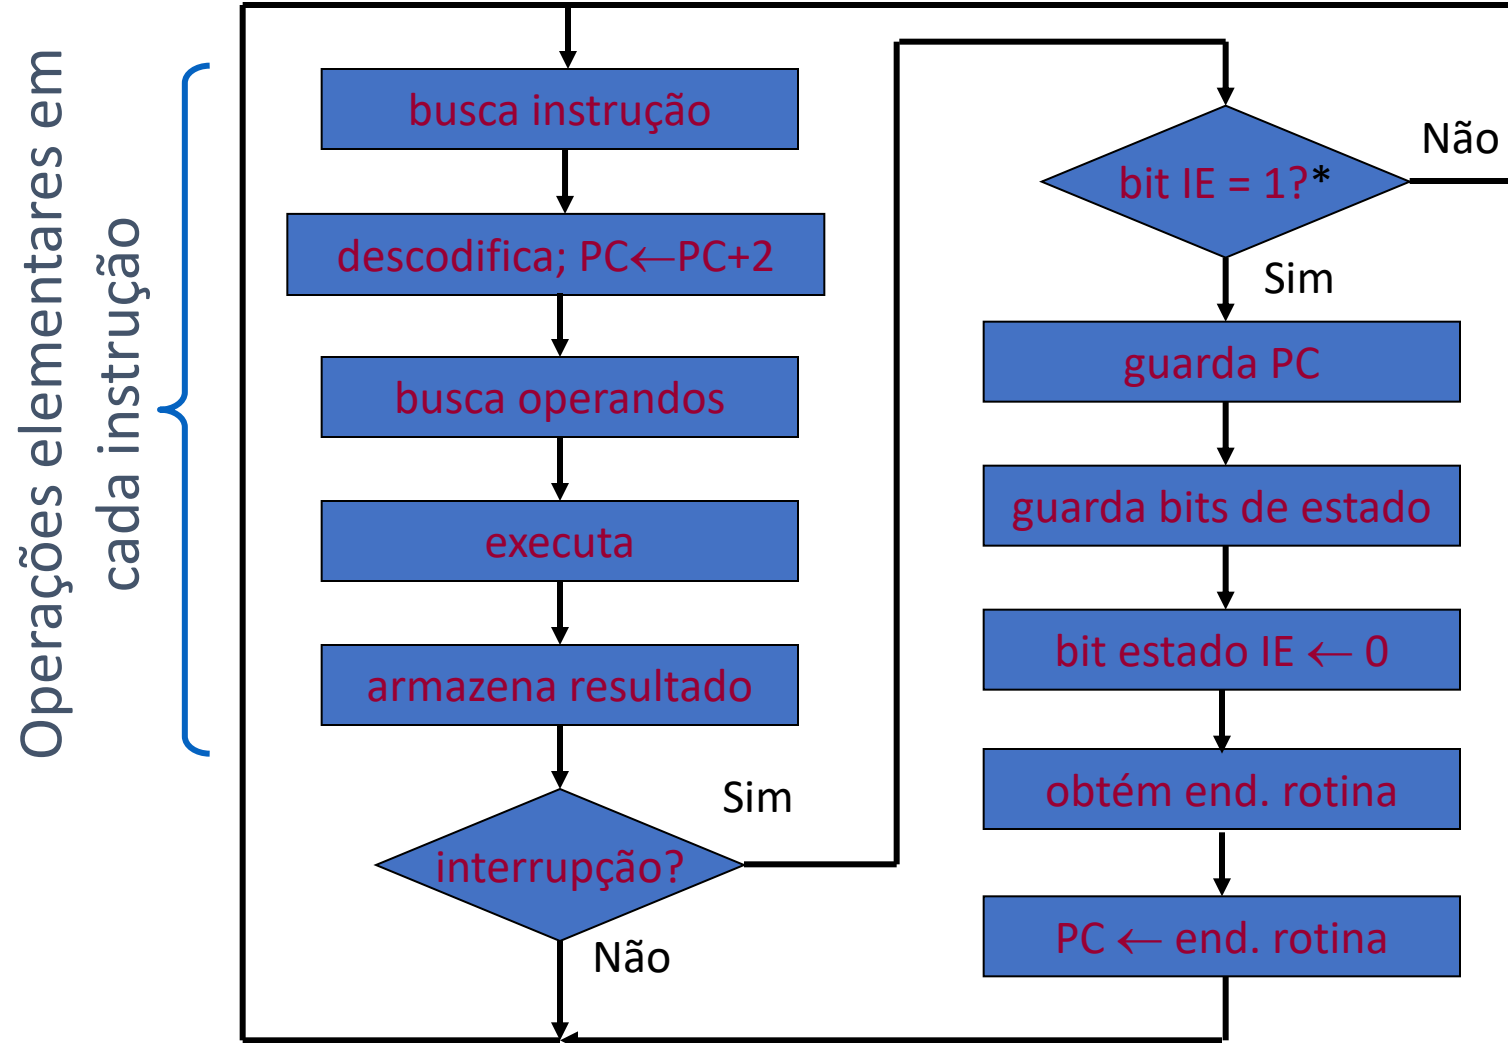 Operações elementares em
cada instrução
busca instrução
descodifica; PC←PC+2
busca operandos
executa
armazena resultado
interrupção?
Sim
Não
bit IE = 1?*
Não
Sim
guarda PC
guarda bits de estado
bit estado IE ← 0
obtém end. rotina
PC ← end. rotina